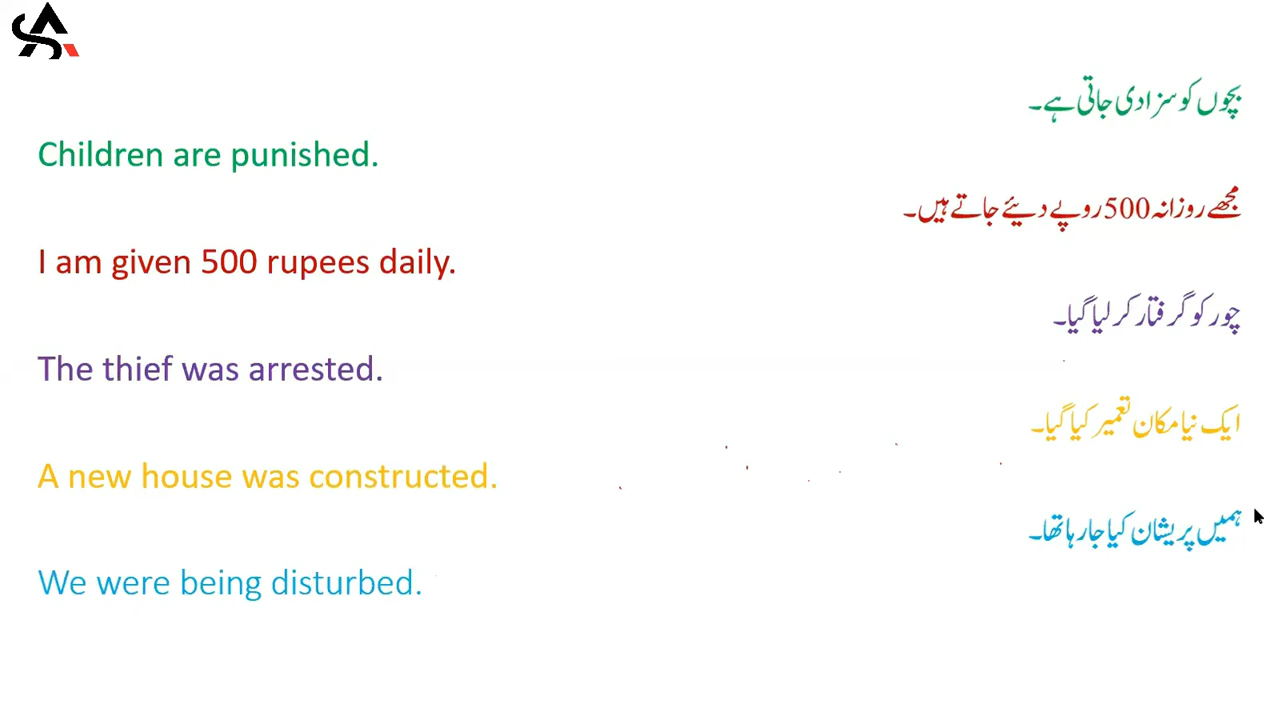 بچوں کو سزا دی جاتی ہے۔
Children are punished.
مجھے روزانہ 500 روپے دیئے جاتے ہیں۔
I am given 500 rupees daily.
چور کو گرفتار کر لیا گیا۔
The thief was arrested.
ایک نیا مکان تعمیر کیا گیا۔
A new house was constructed.
ہمیں پریشان کیا جا رہا تھا۔
We were being disturbed.